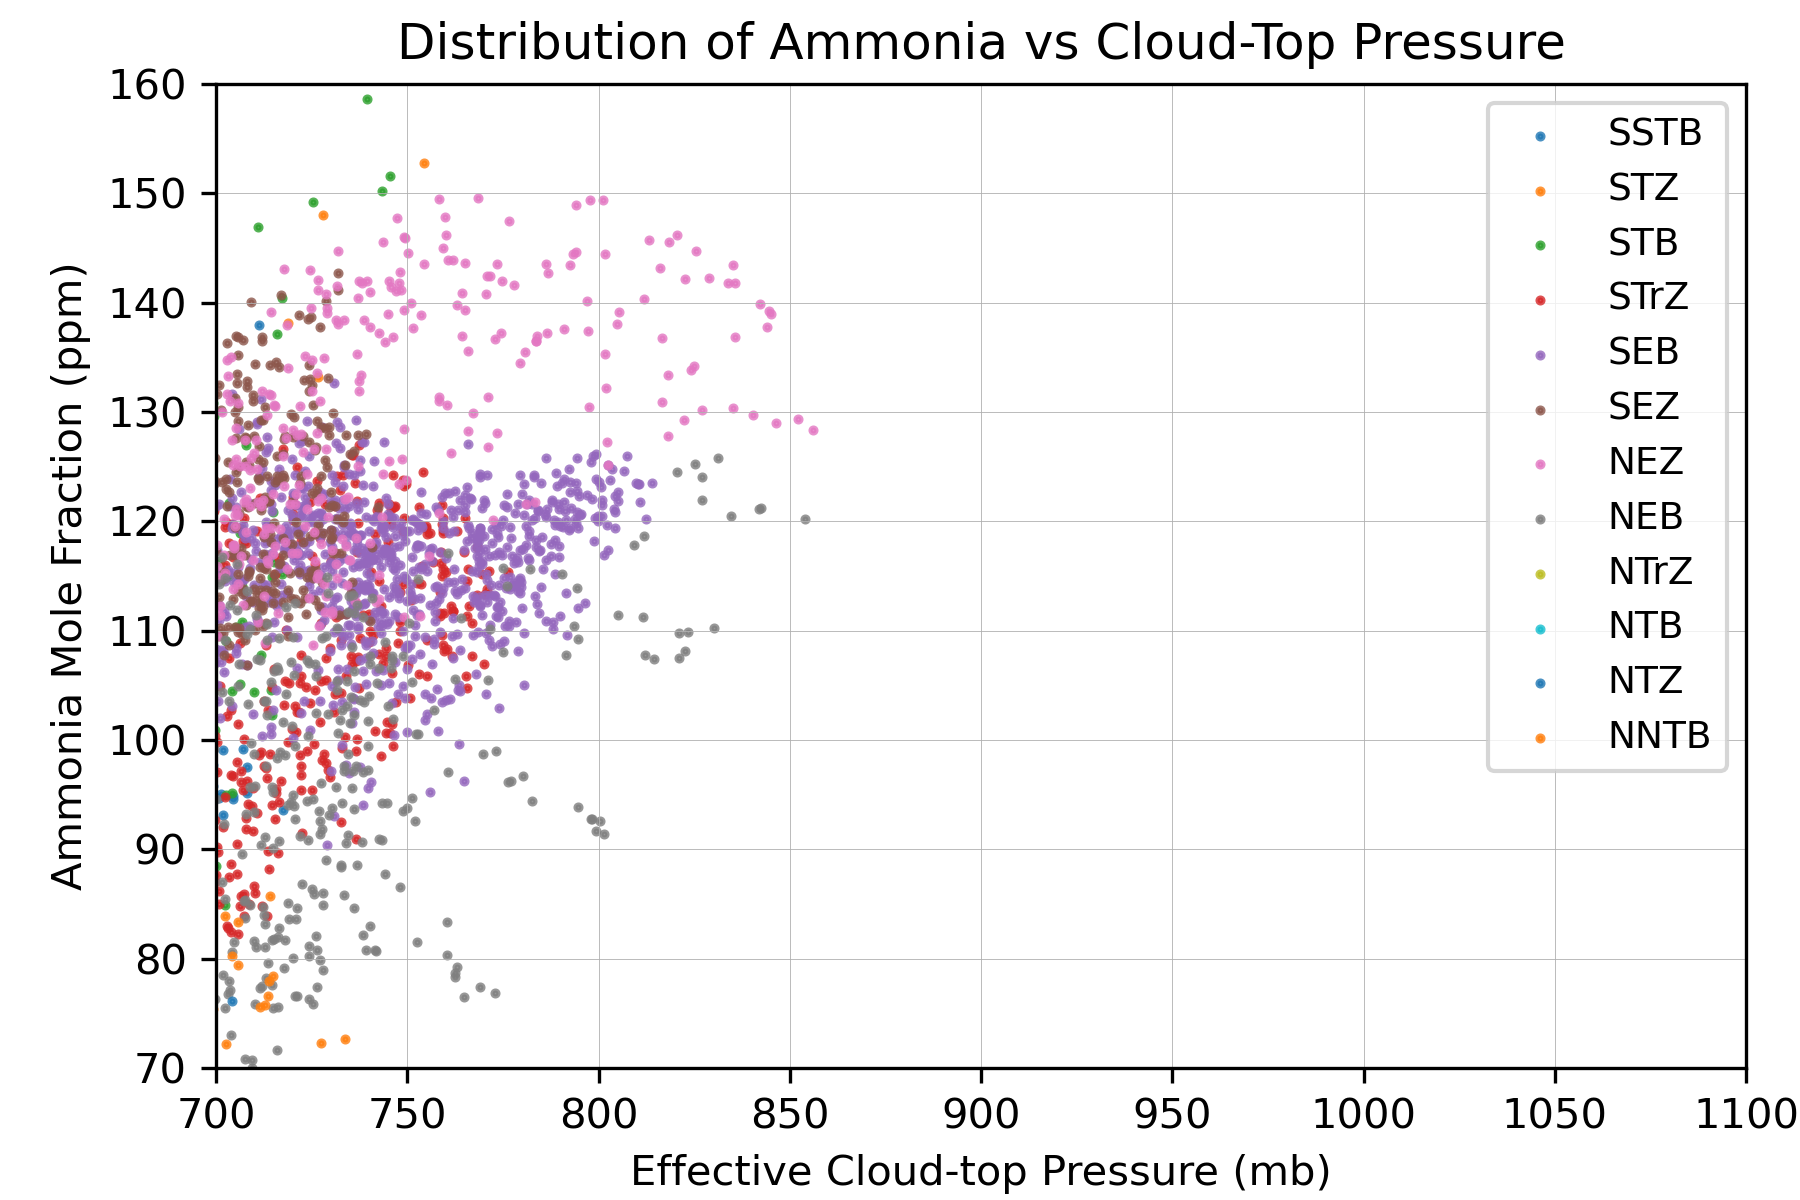 Distribution of Ammonia vs Cloud-Top Pressure
Ammonia Mole Fraction (ppm)
160
150
140
130
120
110
100
90
80
70
SSTB
STZ
STB
STrZ
SEB
SEZ
NEZ
NEB
NTrZ
NTB
NTZ
NNTB
700 750 800 850 900 950 1000 1050 1100
Effective Cloud-top Pressure (mb)